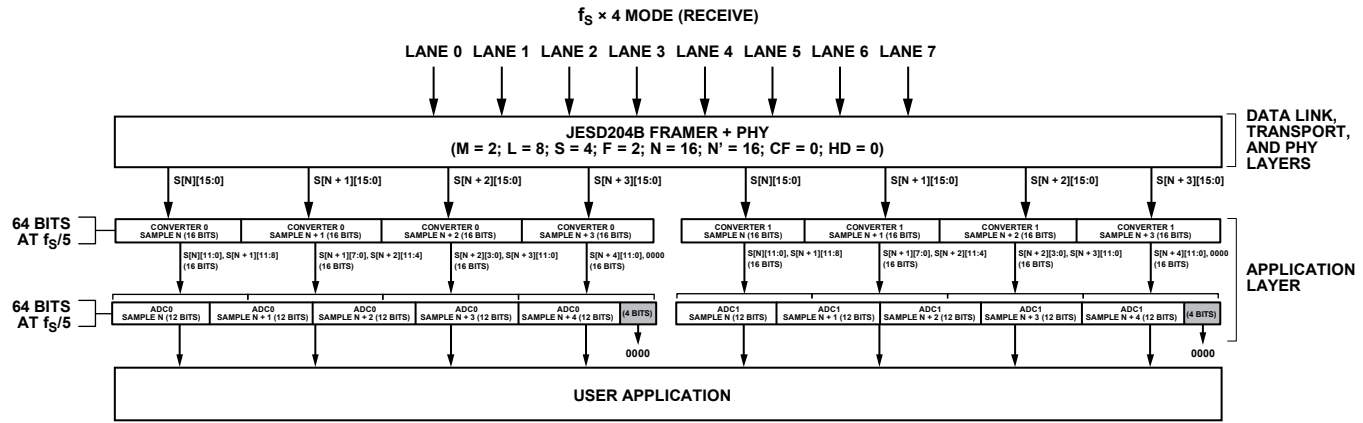 fS × 4 MODE (RECEIVE)
LANE 0 LANE 1 LANE 2 LANE 3 LANE 4 LANE 5 LANE 6 LANE 7
JESD204B FRAMER + PHY
(M = 2; L = 8; S = 4; F = 2; N = 16; N' = 16; CF = 0; HD = 0)
DATA LINK,
TRANSPORT,
AND PHY
LAYERS
S[N][15:0] S[N + 1][15:0] S[N + 2][15:0] S[N + 3][15:0] S[N][15:0] S[N + 1][15:0] S[N + 2][15:0] S[N + 3][15:0]
64 BITS
AT fS/5
CONVERTER 0 CONVERTER 0 CONVERTER 0 CONVERTER 0 CONVERTER 1 CONVERTER 1 CONVERTER 1 CONVERTER 1
SAMPLE N (16 BITS) SAMPLE N + 1 (16 BITS) SAMPLE N + 2 (16 BITS) SAMPLE N + 3 (16 BITS) SAMPLE N (16 BITS) SAMPLE N + 1 (16 BITS) SAMPLE N + 2 (16 BITS) SAMPLE N + 3 (16 BITS)
S[N][11:0], S[N + 1][11:8] S[N + 1][7:0], S[N + 2][11:4] S[N + 2][3:0], S[N + 3][11:0] S[N + 4][11:0], 0000 S[N][11:0], S[N + 1][11:8] S[N + 1][7:0], S[N + 2][11:4] S[N + 2][3:0], S[N + 3][11:0] S[N + 4][11:0], 0000
(16 BITS) (16 BITS) (16 BITS) (16 BITS) (16 BITS) (16 BITS) (16 BITS) (16 BITS)
APPLICATION
LAYER
64 BITS
AT fS/5
ADC0 ADC0 ADC0 ADC0 ADC0 ADC1 ADC1 ADC1 ADC1 ADC1
SAMPLE N (12 BITS) SAMPLE N + 1 (12 BITS) SAMPLE N + 2 (12 BITS) SAMPLE N + 3 (12 BITS) SAMPLE N + 4 (12 BITS) (4 BITS) SAMPLE N (12 BITS) SAMPLE N + 1 (12 BITS) SAMPLE N + 2 (12 BITS) SAMPLE N + 3 (12 BITS) SAMPLE N + 4 (12 BITS) (4 BITS)
0000 0000
USER APPLICATION